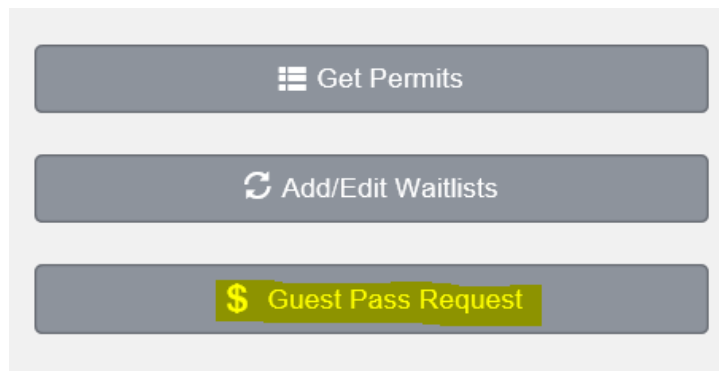 Get Permits
Add/Edit Waitlists
$ Guest Pass Request